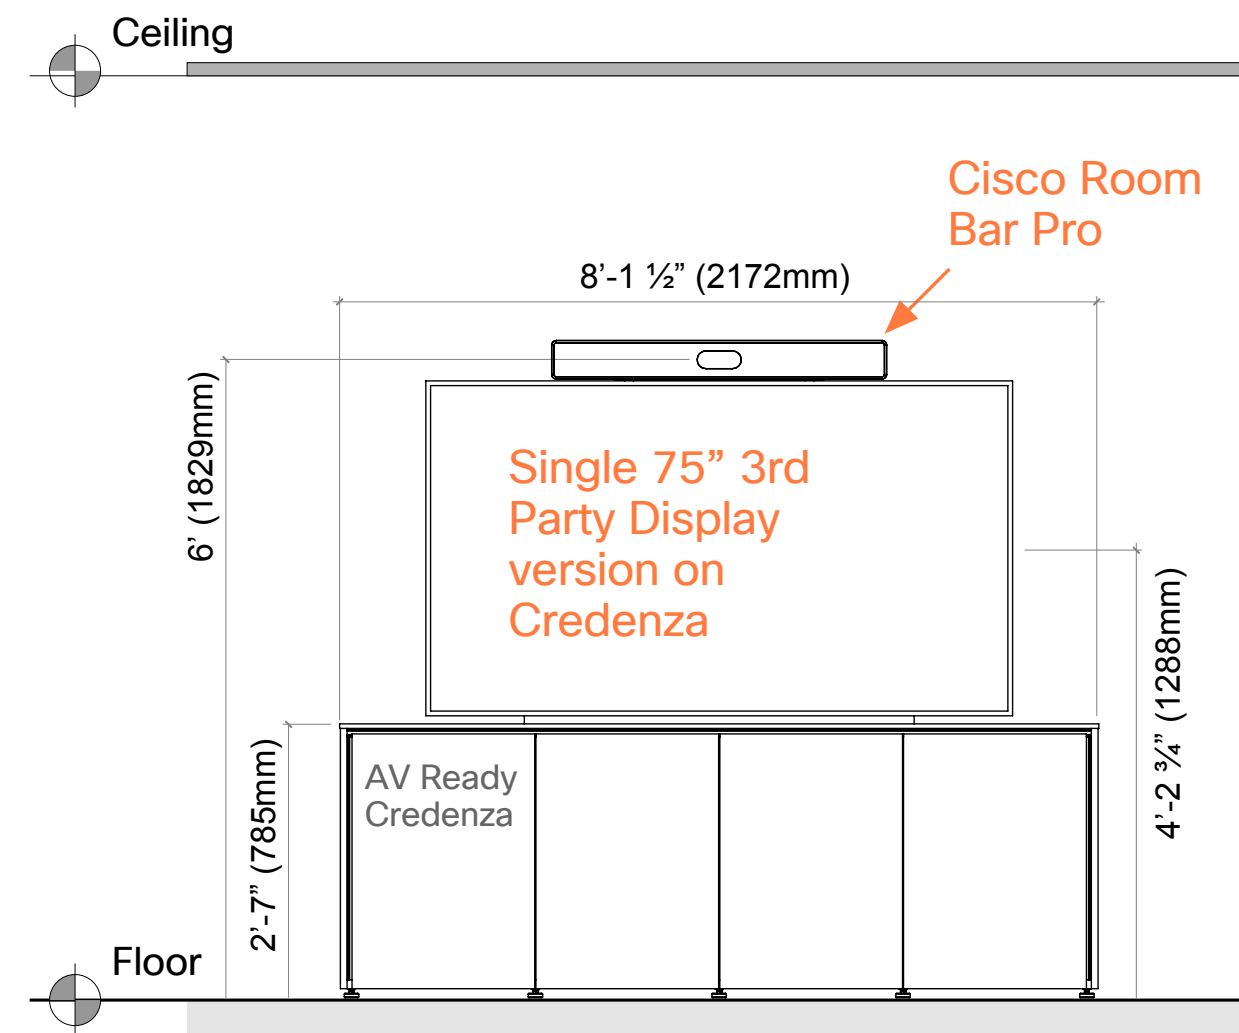 Ceiling
Cisco Room
Bar Pro
8’-1 ½” (2172mm)
6’ (1829mm)
Single 75” 3rd
Party Display
version on
Credenza
4’-2 ¾” (1288mm)
2’-7” (785mm)
AV Ready
Credenza
Floor